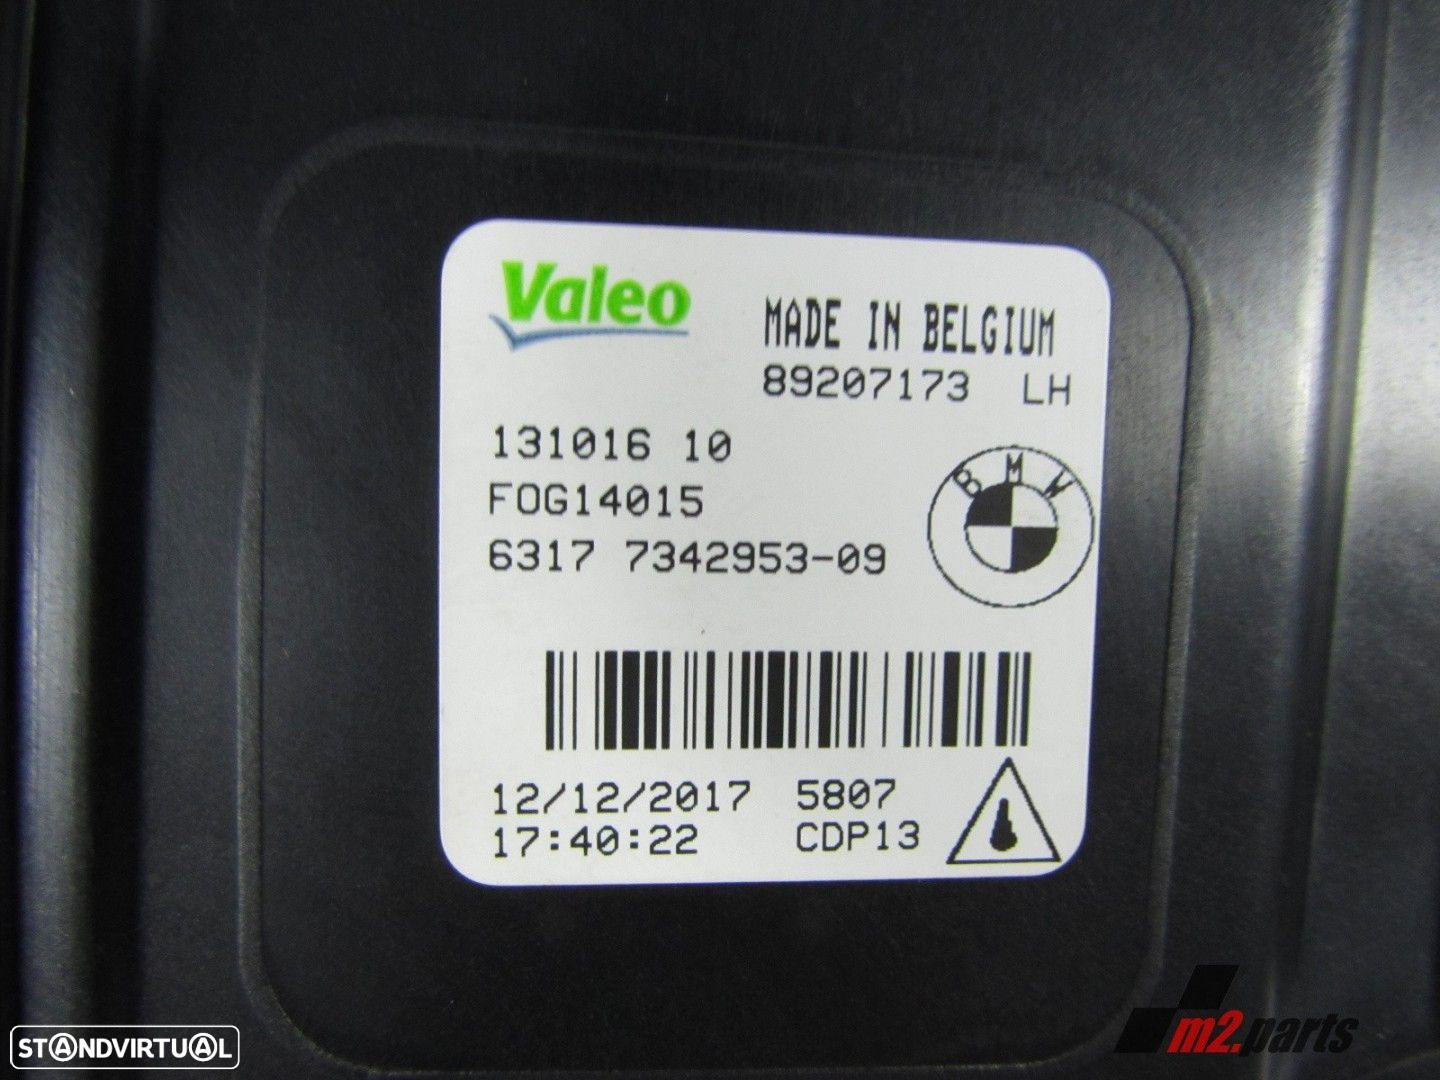 Valeo
MADE IN BELGIUM
89207173 LH
131016 10
FOG14015
6317 7342953-09
BMW
12/12/2017 5807
17:40:22 CDP13
STANDVIRTUAL
m2.parts